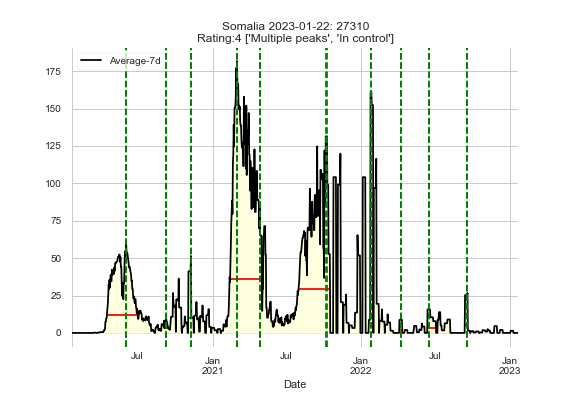 Somalia 2023-01-22: 27310
Rating:4 ['Multiple peaks', 'In control']
Average-7d
175
150
125
100
75
50
25
0
Jul
Jan
2021
Jul
Jan
2022
Jul
Jan
2023
Date